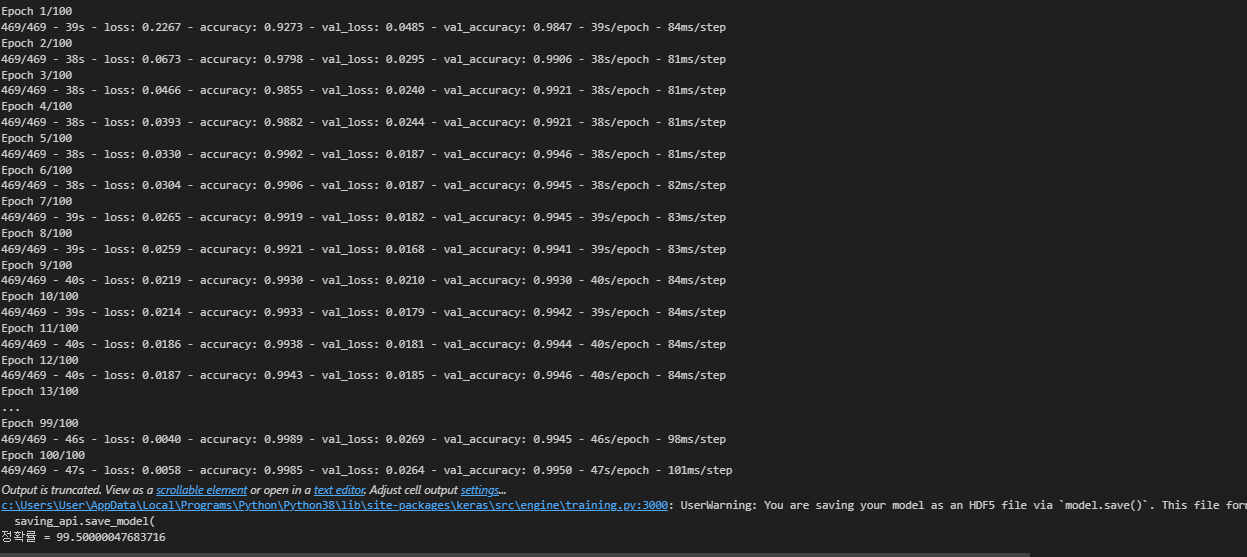 Epoch 1/100
469/469 - 39s - loss: 0.2267 - accuracy: 0.9273 - val_loss: 0.0485 - val_accuracy: 0.9847 - 39s/epoch - 84ms/step
Epoch 2/100
469/469 - 38s - loss: 0.0673 - accuracy: 0.9798 - val_loss: 0.0295 - val_accuracy: 0.9906 - 38s/epoch - 81ms/step
Epoch 3/100
469/469 - 38s - loss: 0.0466 - accuracy: 0.9855 - val_loss: 0.0240 - val_accuracy: 0.9921 - 38s/epoch - 81ms/step
Epoch 4/100
469/469 - 38s - loss: 0.0393 - accuracy: 0.9882 - val_loss: 0.0244 - val_accuracy: 0.9921 - 38s/epoch - 81ms/step
Epoch 5/100
469/469 - 38s - loss: 0.0330 - accuracy: 0.9902 - val_loss: 0.0187 - val_accuracy: 0.9946 - 38s/epoch - 81ms/step
Epoch 6/100
469/469 - 38s - loss: 0.0304 - accuracy: 0.9906 - val_loss: 0.0187 - val_accuracy: 0.9945 - 38s/epoch - 82ms/step
Epoch 7/100
469/469 - 39s - loss: 0.0265 - accuracy: 0.9919 - val_loss: 0.0182 - val_accuracy: 0.9945 - 39s/epoch - 83ms/step
Epoch 8/100
469/469 - 39s - loss: 0.0259 - accuracy: 0.9921 - val_loss: 0.0168 - val_accuracy: 0.9941 - 39s/epoch - 83ms/step
Epoch 9/100
469/469 - 40s - loss: 0.0219 - accuracy: 0.9930 - val_loss: 0.0210 - val_accuracy: 0.9930 - 40s/epoch - 84ms/step
Epoch 10/100
469/469 - 39s - loss: 0.0214 - accuracy: 0.9933 - val_loss: 0.0179 - val_accuracy: 0.9942 - 39s/epoch - 84ms/step
Epoch 11/100
469/469 - 40s - loss: 0.0186 - accuracy: 0.9938 - val_loss: 0.0181 - val_accuracy: 0.9944 - 40s/epoch - 84ms/step
Epoch 12/100
469/469 - 40s - loss: 0.0187 - accuracy: 0.9943 - val_loss: 0.0185 - val_accuracy: 0.9946 - 40s/epoch - 84ms/step
Epoch 13/100
...
Epoch 99/100
469/469 - 46s - loss: 0.0040 - accuracy: 0.9989 - val_loss: 0.0269 - val_accuracy: 0.9945 - 46s/epoch - 98ms/step
Epoch 100/100
469/469 - 47s - loss: 0.0058 - accuracy: 0.9985 - val_loss: 0.0264 - val_accuracy: 0.9950 - 47s/epoch - 101ms/step
Output is truncated. View as a scrollable element or open in a text editor. Adjust cell output settings...
c:\Users\User\AppData\Local\Programs\Python\Python38\lib\site-packages\keras\src\engine\training.py:3000: UserWarning: You are saving your model as an HDF5 file via `model.save()`. This file for
saving_api.save_model(
정확률 = 99.50000047683716